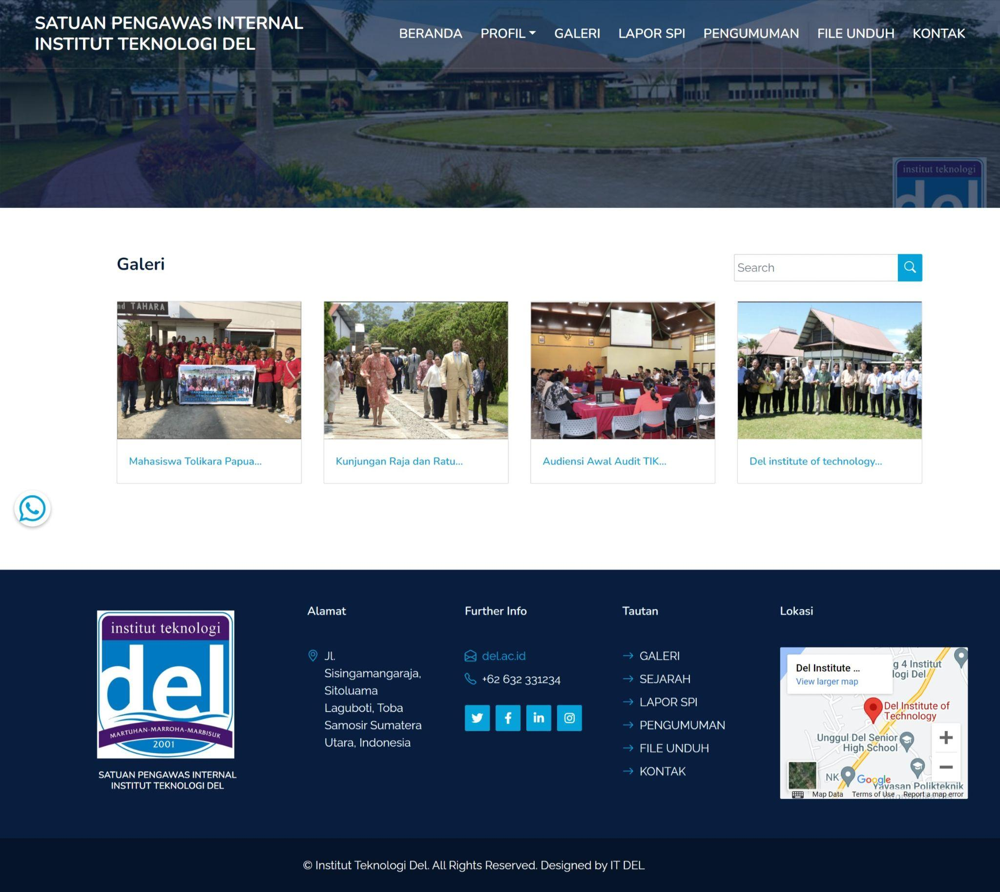 SATUAN PENGAWAS INTERNAL
INSTITUT TEKNOLOGI DEL
BERANDA PROFIL GALERI LAPOR SPI PENGUMUMAN FILE UNDUH KONTAK
institut teknologi
del
Galeri
Search
nd TAHARA
Mahasiswa Tolikara Papua...
Kunjungan Raja dan Ratu...
Audiensi Awal Audit TIK...
Del institute of technology...
institut teknologi
del
MARTUHAN-MARROHA-MARBISUK
2001
SATUAN PENGAWAS INTERNAL
INSTITUT TEKNOLOGI DEL
Alamat
Jl.
Sisingamangaraja,
Sitoluama
Laguboti, Toba
Samosir Sumatera
Utara, Indonesia
Further Info
del.ac.id
+62 632 331234
Tautan
GALERI
SEJARAH
LAPOR SPI
PENGUMUMAN
FILE UNDUH
KONTAK
Lokasi
Del Institute ...
View larger map
g 4 Institut
logi Del
Del Institute of
Technology
Unggul Del Senior
High School
NK
Google
Yayasan Polikteknik
Map Data Terms of Use Report a map error
© Institut Teknologi Del. All Rights Reserved. Designed by IT DEL